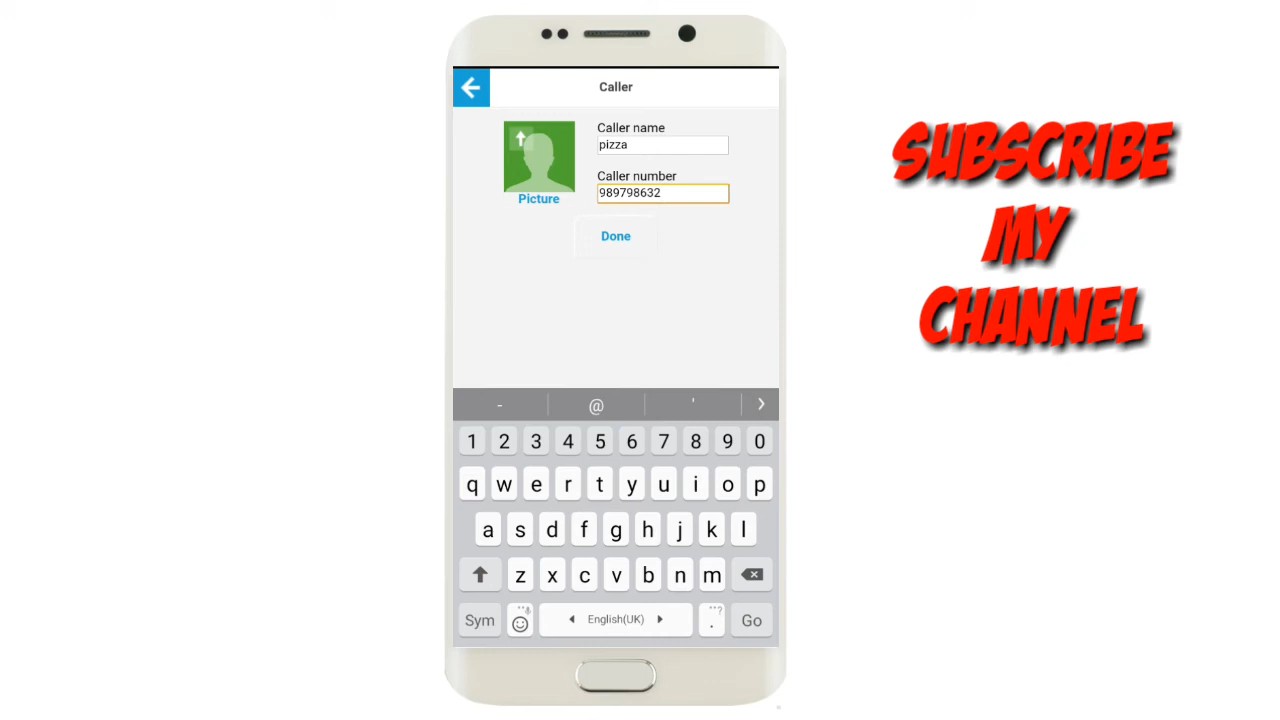 Caller
Caller name
pizza
Picture
Caller number
989798632
Done
- @ '
1 2 3 4 5 6 7 8 9 0
q w e r t y u i o p
a s d f g h j k l
z x c v b n m
Sym English(UK) . Go
SUBSCRIBE
MY
CHANNEL